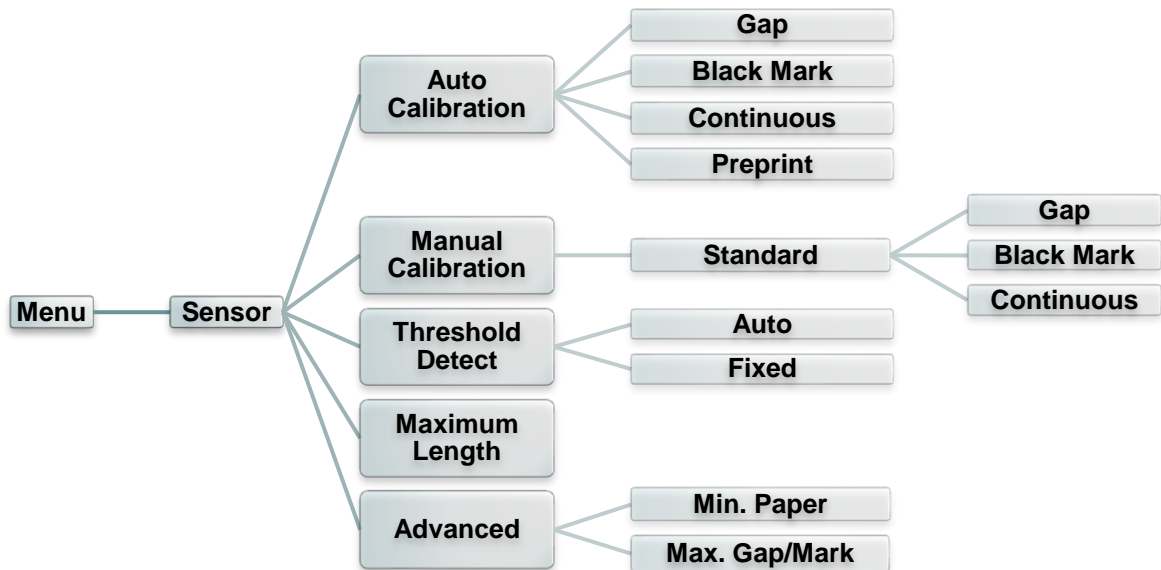 Menu
Sensor
Auto
Calibration
Gap
Black Mark
Continuous
Preprint
Manual
Calibration
Standard
Gap
Black Mark
Continuous
Threshold
Detect
Auto
Fixed
Maximum
Length
Advanced
Min. Paper
Max. Gap/Mark